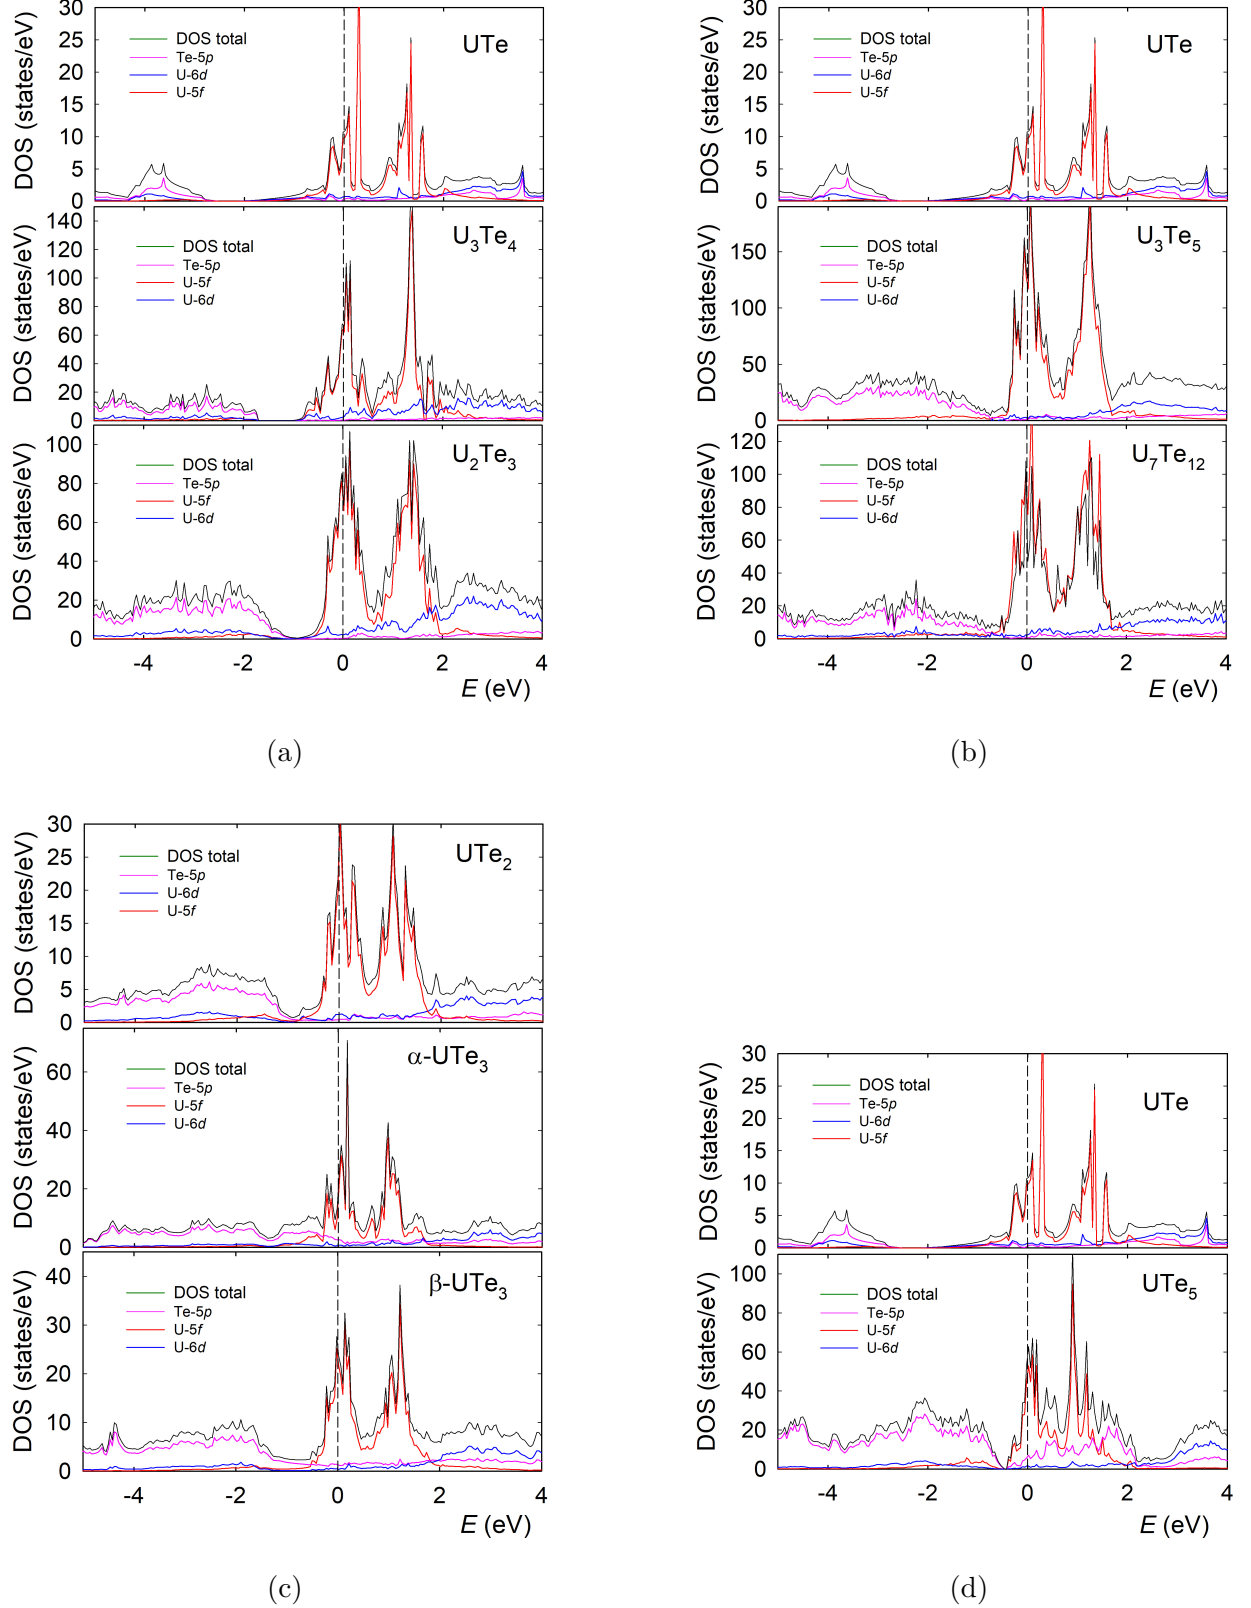 30
25
20
15
10
5
0
DOS (states/eV)
UTe
DOS total
Te-5p
U-6d
U-5f
140
120
100
80
60
40
20
0
DOS (states/eV)
U3Te4
DOS total
Te-5p
U-5f
U-6d
100
80
60
40
20
0
DOS (states/eV)
U2Te3
DOS total
Te-5p
U-5f
U-6d
-4 -2 0 2 4
E (eV)
(a)
30
25
20
15
10
5
0
DOS (states/eV)
UTe
DOS total
Te-5p
U-6d
U-5f
150
100
50
0
DOS (states/eV)
U3Te5
DOS total
Te-5p
U-5f
U-6d
120
100
80
60
40
20
0
DOS (states/eV)
U7Te12
DOS total
Te-5p
U-5f
U-6d
-4 -2 0 2 4
E (eV)
(b)
30
25
20
15
10
5
0
DOS (states/eV)
UTe2
DOS total
Te-5p
U-6d
U-5f
60
40
20
0
DOS (states/eV)
α-UTe3
DOS total
Te-5p
U-5f
U-6d
40
30
20
10
0
DOS (states/eV)
β-UTe3
DOS total
Te-5p
U-5f
U-6d
-4 -2 0 2 4
E (eV)
(c)
30
25
20
15
10
5
0
DOS (states/eV)
UTe
DOS total
Te-5p
U-6d
U-5f
100
80
60
40
20
0
DOS (states/eV)
UTe5
DOS total
Te-5p
U-5f
U-6d
-4 -2 0 2 4
E (eV)
(d)